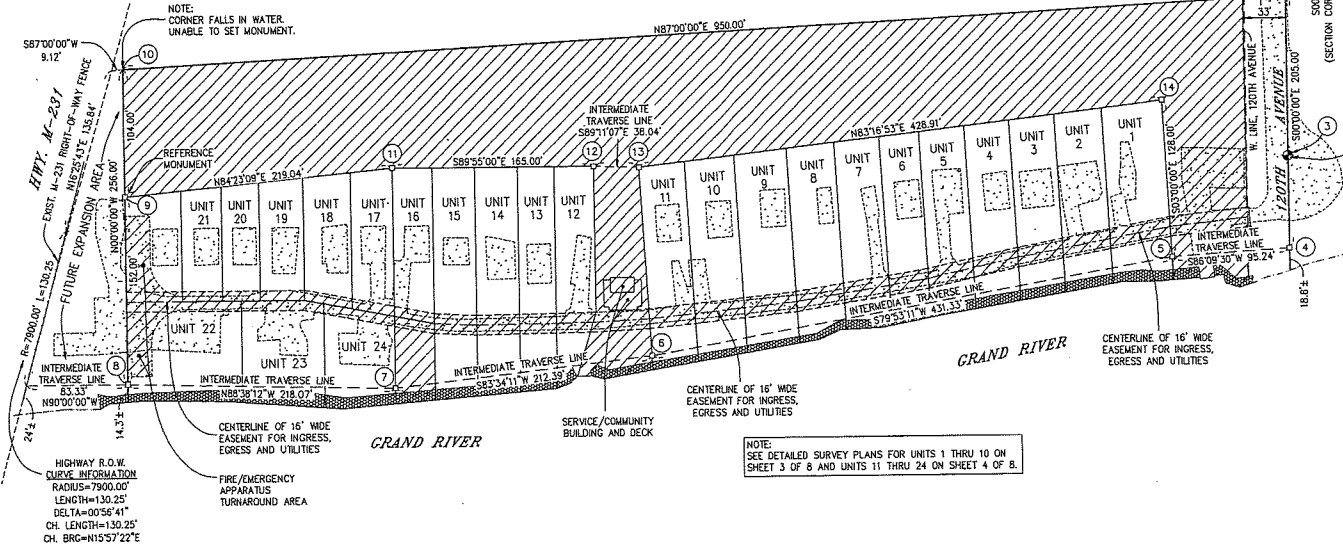 NOTE:
CORNER FALLS IN WATER.
UNABLE TO SET MONUMENT.
S87°00'00"W
9.12'
10
N87°00'00"E 950.00'
33'
(SECTION COR
W. LINE, 120TH AVENUE
120TH AVENUE
S00°00'00"E 205.00'
3
HWY. M-231
EXIST. M-231 RIGHT-OF-WAY FENCE
N16°25'43"E 135.84'
FUTURE EXPANSION AREA
104.00'
N00°00'00"W 256.00'
152.00'
REFERENCE
MONUMENT
9
N84°23'09"E 219.04'
11
S89°55'00"E 165.00'
INTERMEDIATE
TRAVERSE LINE
S89°11'07"E 38.04'
12
13
N83°16'53"E 428.91'
14
S03°00'00"E 128.00'
UNIT
21
UNIT
20
UNIT
19
UNIT
18
UNIT
17
UNIT
16
UNIT
15
UNIT
14
UNIT
13
UNIT
12
UNIT
11
UNIT
10
UNIT
9
UNIT
8
UNIT
7
UNIT
6
UNIT
5
UNIT
4
UNIT
3
UNIT
2
UNIT
1
UNIT 22
UNIT
23
UNIT
24
5
INTERMEDIATE
TRAVERSE LINE
S86°09'30"W 95.24'
4
18.8'±
R=7900.00' L=130.25'
INTERMEDIATE
TRAVERSE LINE
83.33'
N90°00'00"W
8
24'±
14.3'±
INTERMEDIATE TRAVERSE LINE
N88°38'12"W 218.07'
7
INTERMEDIATE TRAVERSE LINE
S83°34'11"W 212.39'
6
INTERMEDIATE TRAVERSE LINE
S79°53'11"W 431.33'
GRAND RIVER
CENTERLINE OF 16' WIDE
EASEMENT FOR INGRESS,
EGRESS AND UTILITIES
CENTERLINE OF 16' WIDE
EASEMENT FOR INGRESS,
EGRESS AND UTILITIES
SERVICE/COMMUNITY
BUILDING AND DECK
CENTERLINE OF 16' WIDE
EASEMENT FOR INGRESS,
EGRESS AND UTILITIES
GRAND RIVER
FIRE/EMERGENCY
APPARATUS
TURNAROUND AREA
NOTE:
SEE DETAILED SURVEY PLANS FOR UNITS 1 THRU 10 ON
SHEET 3 OF 8 AND UNITS 11 THRU 24 ON SHEET 4 OF 8.
HIGHWAY R.O.W.
CURVE INFORMATION
RADIUS=7900.00'
LENGTH=130.25'
DELTA=00°56'41"
CH. LENGTH=130.25'
CH. BRG=N15°57'22"E